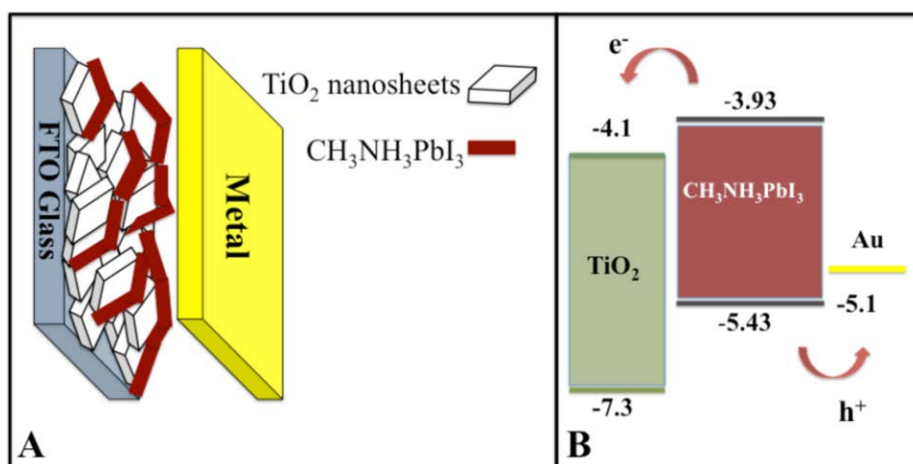 TiO₂ nanosheets
CH₃NH₃PbI₃
FTO Glass
Metal
A
e⁻
-4.1
-3.93
CH₃NH₃PbI₃
TiO₂
Au
-5.1
-5.43
-7.3
h⁺
B